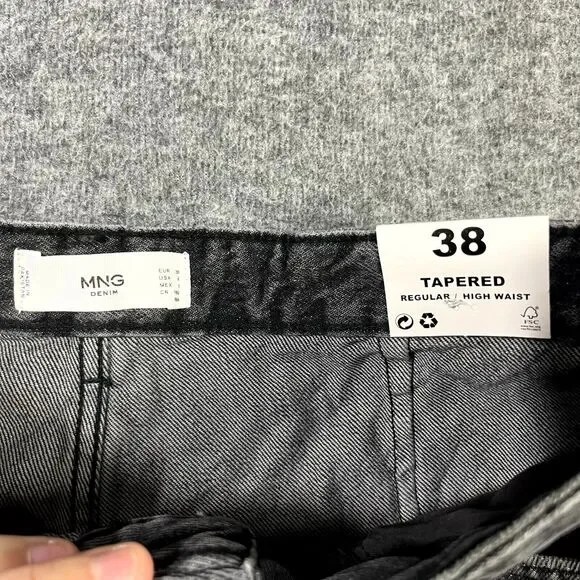 MNG
DENIM
EUR
USA
MEX
CN
38
TAPERED
REGULAR / HIGH WAIST
FSC